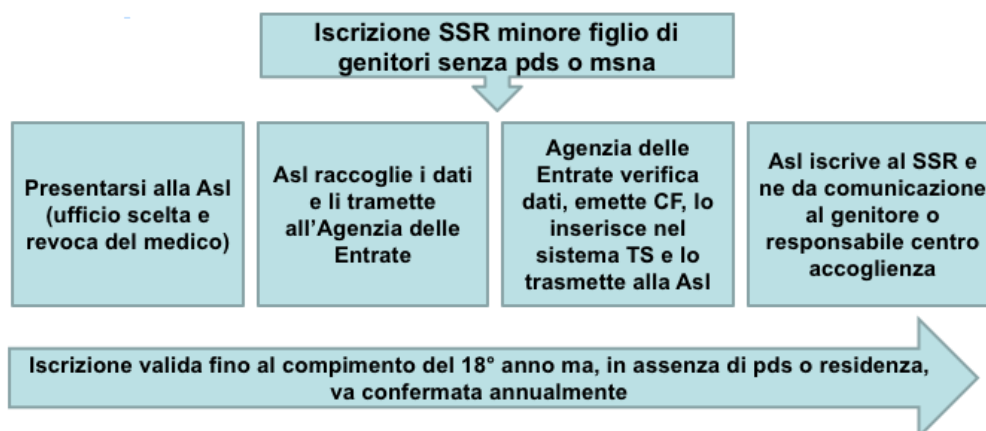 Iscrizione SSR minore figlio di
genitori senza pds o msna
Presentarsi alla Asl
(ufficio scelta e
revoca del medico)
Asl raccoglie i dati
e li tramette
all'Agenzia delle
Entrate
Agenzia delle
Entrate verifica
dati, emette CF, lo
inserisce nel
sistema TS e lo
trasmette alla Asl
Asl iscrive al SSR e
ne da comunicazione
al genitore o
responsabile centro
accoglienza
Iscrizione valida fino al compimento del 18° anno ma, in assenza di pds o residenza,
va confermata annualmente